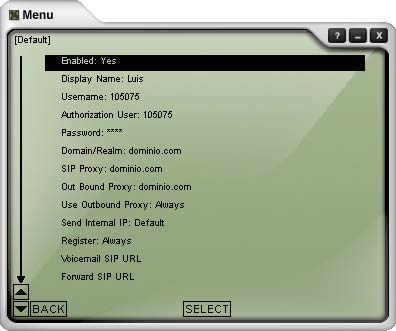 Menu
? _ X
[Default]
Enabled: Yes
Display Name: Luis
Username: 105075
Authorization User: 105075
Password: ****
Domain/Realm: dominio.com
SIP Proxy: dominio.com
Out Bound Proxy: dominio.com
Use Outbound Proxy: Always
Send Internal IP: Default
Register: Always
Voicemail SIP URL
Forward SIP URL
BACK SELECT